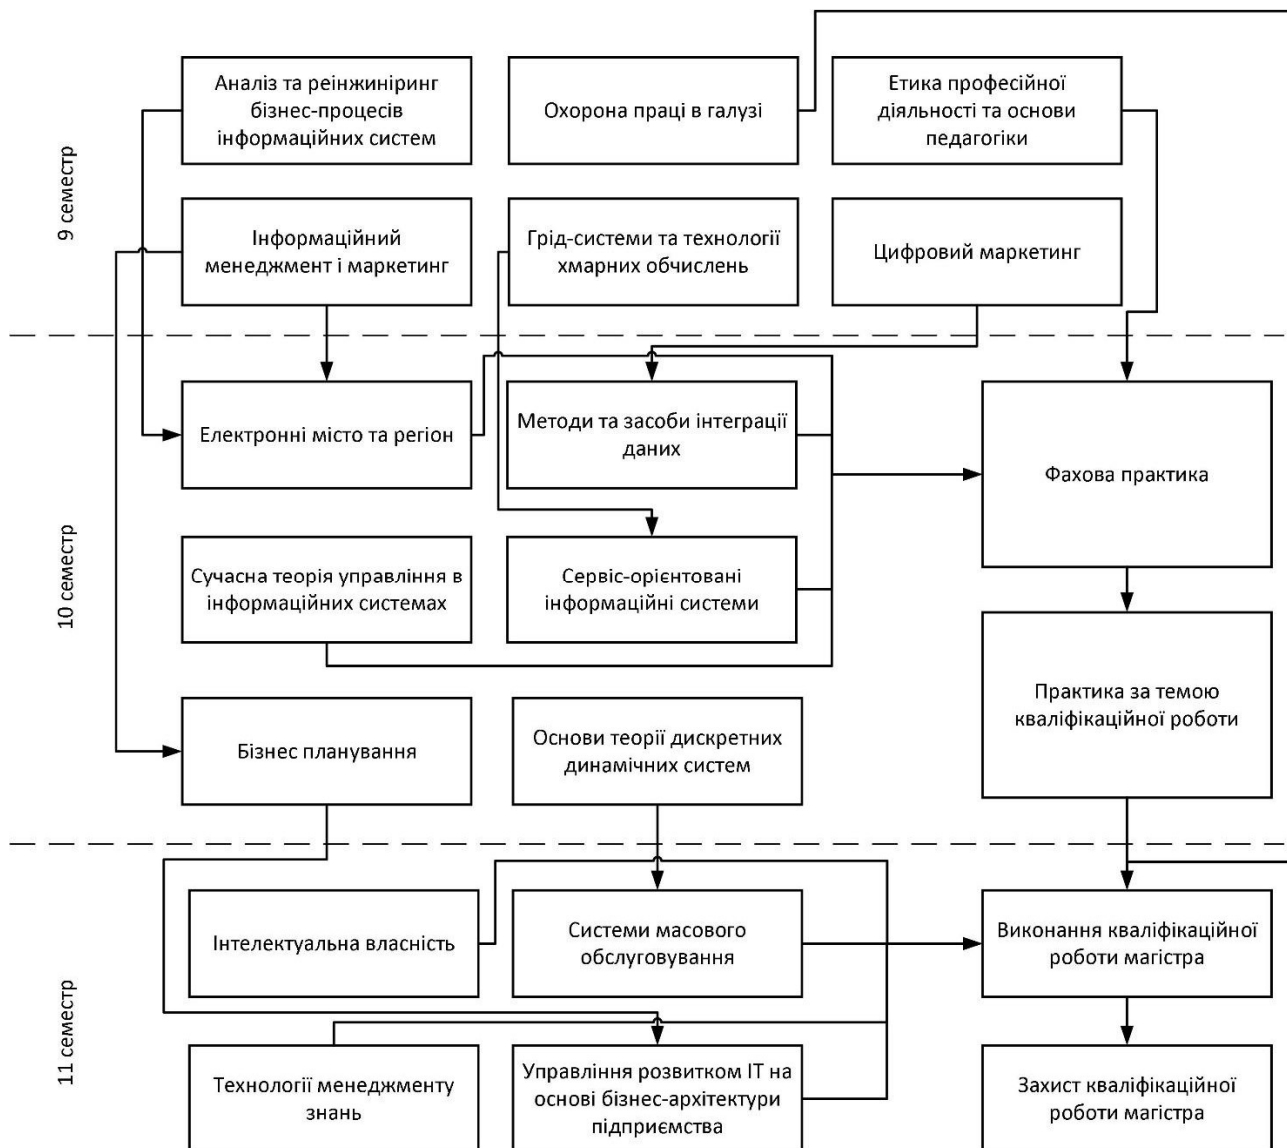 9 семестр
Аналіз та реінжиніринг
бізнес-процесів
інформаційних систем
Охорона праці в галузі
Етика професійної
діяльності та основи
педагогіки
Інформаційний
менеджмент і маркетинг
Грід-системи та технології
хмарних обчислень
Цифровий маркетинг
10 семестр
Електронні місто та регіон
Методи та засоби інтеграції
даних
Фахова практика
Сучасна теорія управління в
інформаційних системах
Сервіс-орієнтовані
інформаційні системи
Практика за темою
кваліфікаційної роботи
Бізнес планування
Основи теорії дискретних
динамічних систем
11 семестр
Інтелектуальна власність
Системи масового
обслуговування
Виконання кваліфікаційної
роботи магістра
Технології менеджменту
знань
Управління розвитком ІТ на
основі бізнес-архітектури
підприємства
Захист кваліфікаційної
роботи магістра